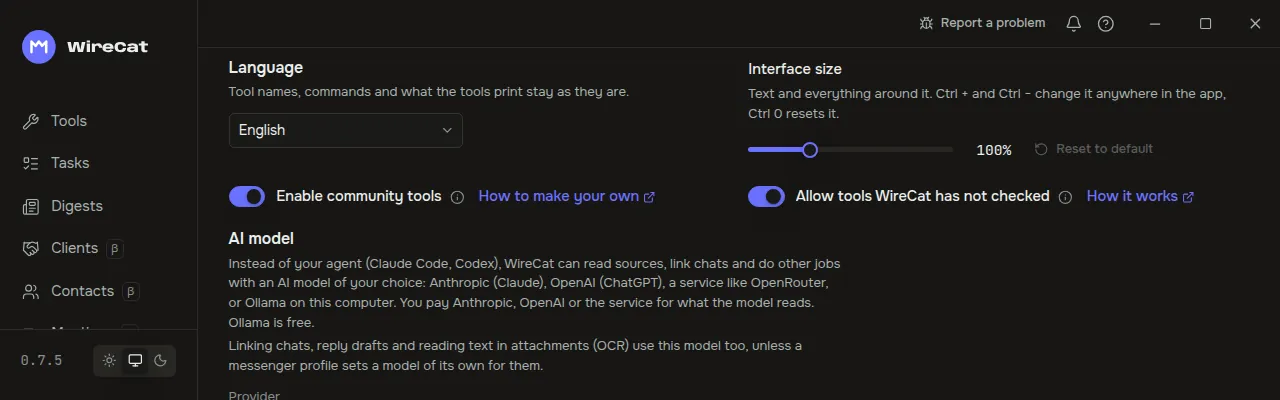 WireCat
Report a problem
Tools
Tasks
Digests
Clients β
Contacts β
0.7.5
Language
Tool names, commands and what the tools print stay as they are.
English
Interface size
Text and everything around it. Ctrl + and Ctrl − change it anywhere in the app,
Ctrl 0 resets it.
100%
Reset to default
Enable community tools
How to make your own
Allow tools WireCat has not checked
How it works
AI model
Instead of your agent (Claude Code, Codex), WireCat can read sources, link chats and do other jobs
with an AI model of your choice: Anthropic (Claude), OpenAI (ChatGPT), a service like OpenRouter,
or Ollama on this computer. You pay Anthropic, OpenAI or the service for what the model reads.
Ollama is free.
Linking chats, reply drafts and reading text in attachments (OCR) use this model too, unless a
messenger profile sets a model of its own for them.
Provider